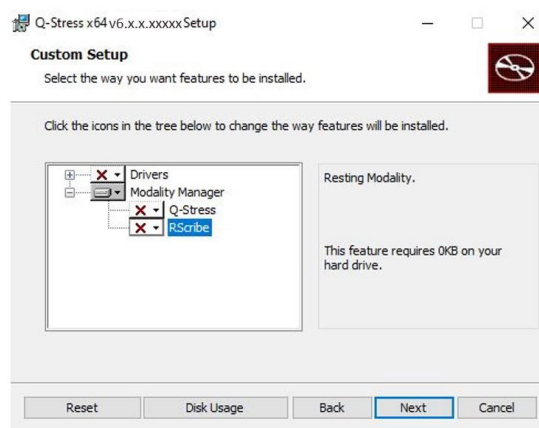 Q-Stress x64 v6.x.x.xxxxx Setup
Custom Setup
Select the way you want features to be installed.
Click the icons in the tree below to change the way features will be installed.
Drivers
Modality Manager
Q-Stress
RScribe
Resting Modality.
This feature requires 0KB on your
hard drive.
Reset
Disk Usage
Back
Next
Cancel